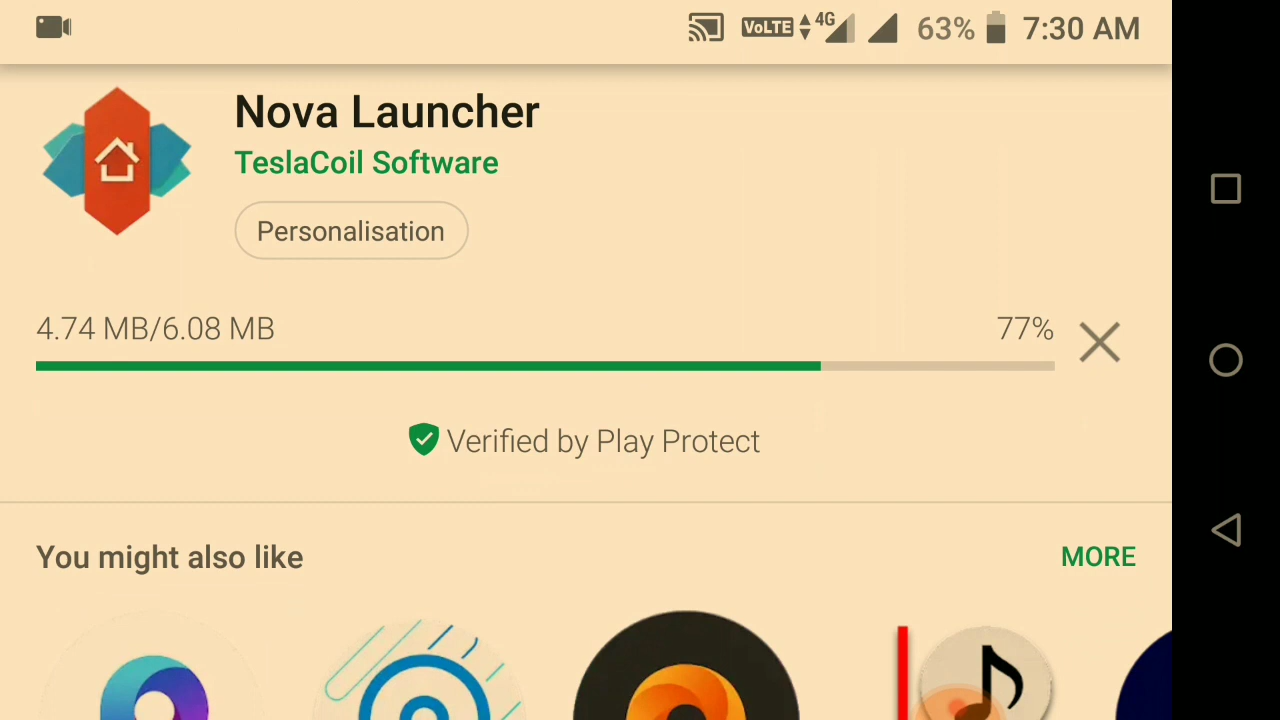 VoLTE 4G 63% 7:30 AM
Nova Launcher
TeslaCoil Software
Personalisation
4.74 MB/6.08 MB 77%
Verified by Play Protect
You might also like MORE